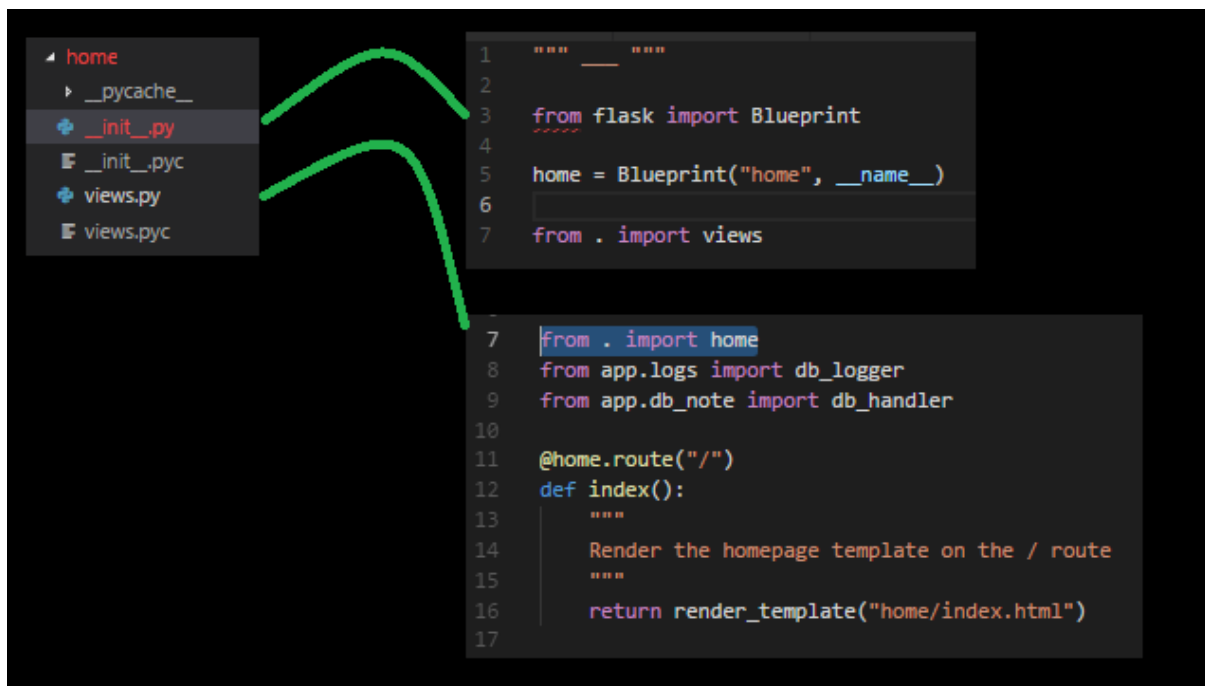 home
__pycache__
__init__.py
__init__.pyc
views.py
views.pyc
1 """ ___ """
2
3 from flask import Blueprint
4
5 home = Blueprint("home", __name__)
6
7 from . import views
7 from . import home
8 from app.logs import db_logger
9 from app.db_note import db_handler
10
11 @home.route("/")
12 def index():
13 """
14 Render the homepage template on the / route
15 """
16 return render_template("home/index.html")
17